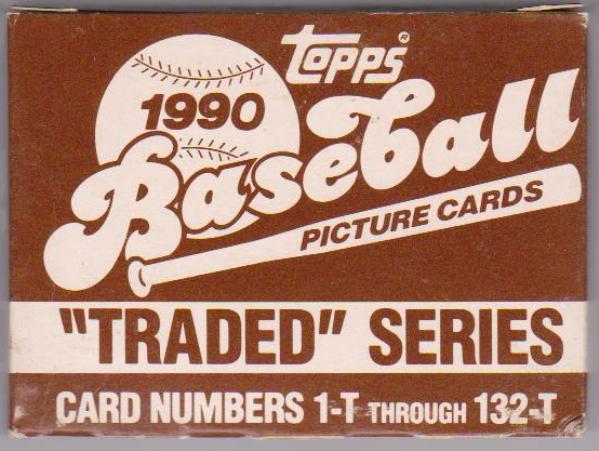 Topps®
1990
Baseball
PICTURE CARDS
"TRADED" SERIES
CARD NUMBERS 1-T THROUGH 132-T